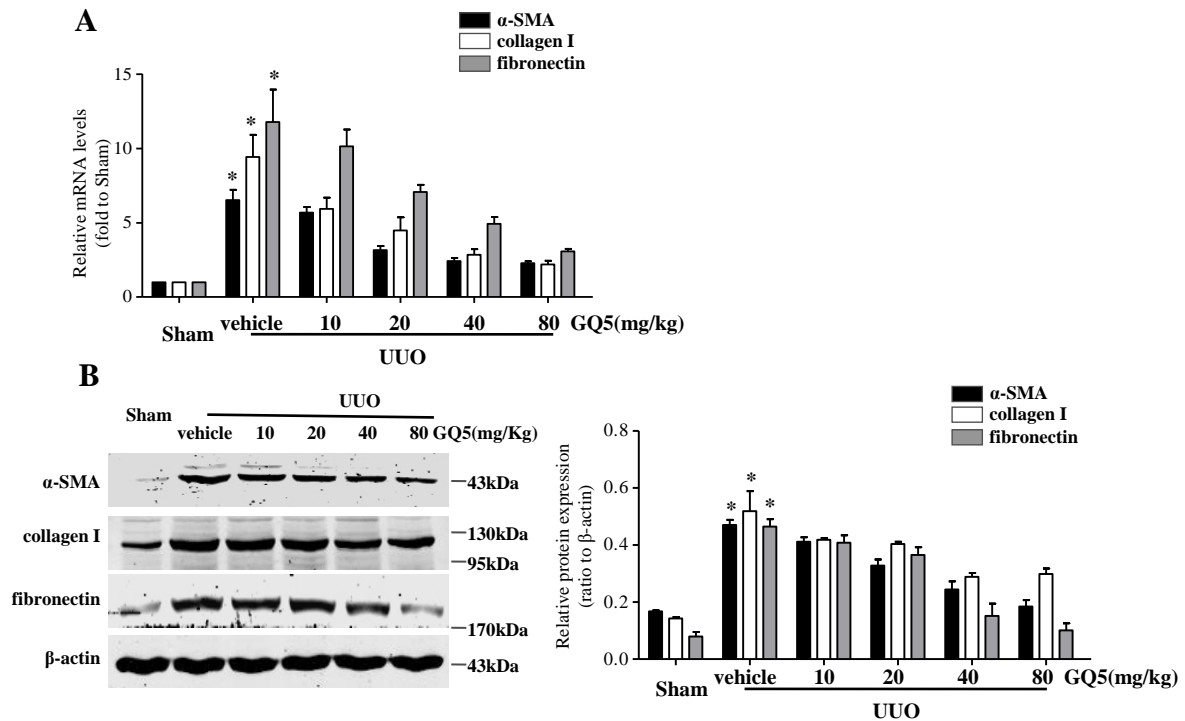 A
α-SMA
collagen I
fibronectin
Relative mRNA levels
(fold to Sham)
15
10
5
0
* * *
Sham vehicle 10 20 40 80 GQ5(mg/kg)
UUO
B
UUO
Sham
vehicle 10 20 40 80 GQ5(mg/Kg)
α-SMA
43kDa
collagen I
130kDa
95kDa
fibronectin
170kDa
β-actin
43kDa
α-SMA
collagen I
fibronectin
Relative protein expression
(ratio to β-actin)
0.8
0.6
0.4
0.2
0.0
* * *
Sham vehicle 10 20 40 80 GQ5(mg/kg)
UUO